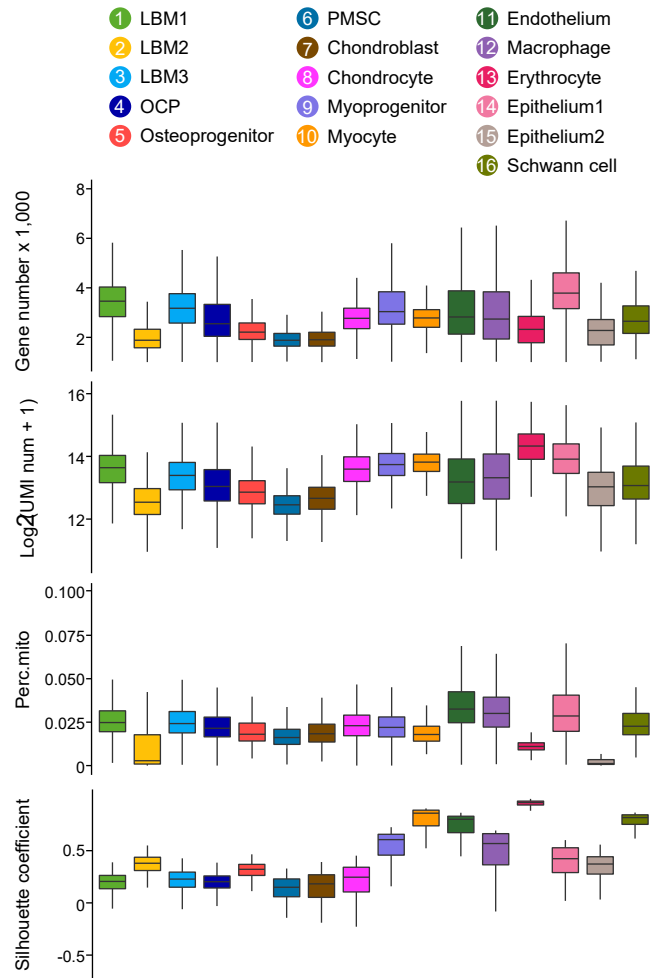 1 LBM1
2 LBM2
3 LBM3
4 OCP
5 Osteoprogenitor
6 PMSC
7 Chondroblast
8 Chondrocyte
9 Myoprogenitor
10 Myocyte
11 Endothelium
12 Macrophage
13 Erythrocyte
14 Epithelium1
15 Epithelium2
16 Schwann cell
Gene number x 1,000
8
6
4
2
Log2(UMI num + 1)
16
14
12
Perc.mito
0.100
0.075
0.050
0.025
0
Silhouette coefficient
0.5
0
-0.5